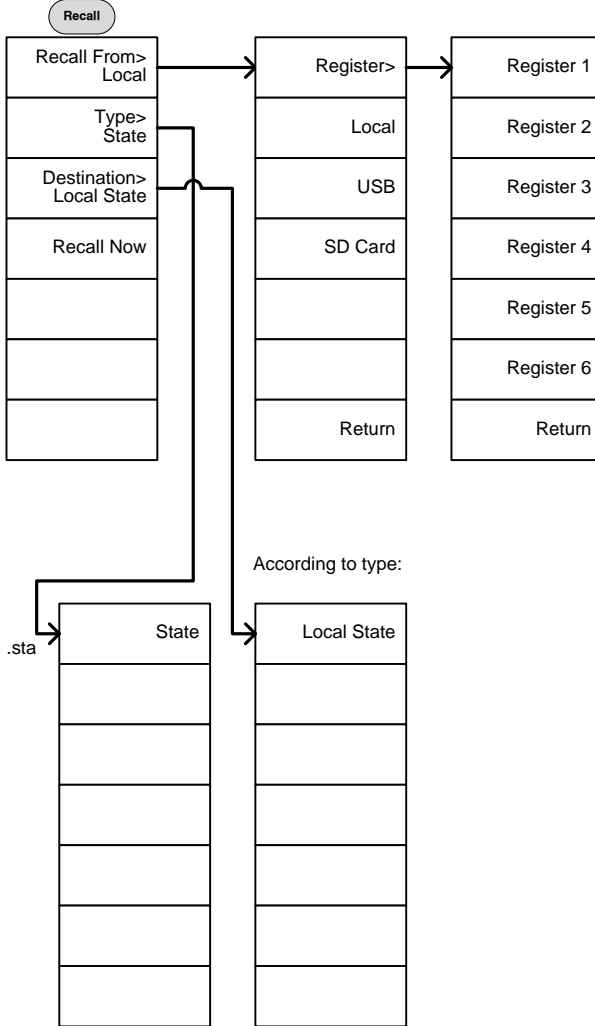 Recall
Recall From>
Local
Type>
State
Destination>
Local State
Recall Now
Register>
Local
USB
SD Card
Return
Register 1
Register 2
Register 3
Register 4
Register 5
Register 6
Return
According to type:
.sta
State
Local State